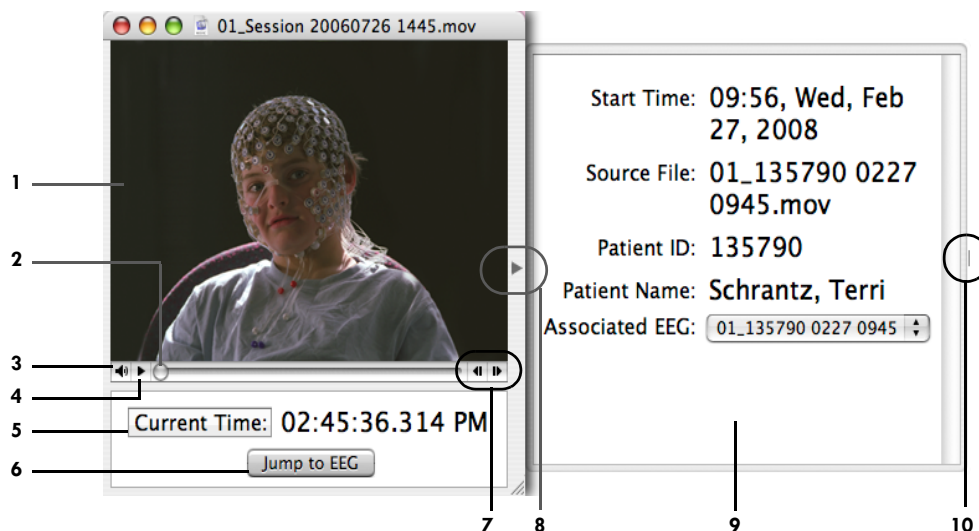 01_Session 20060726 1445.mov
Start Time: 09:56, Wed, Feb
27, 2008
Source File: 01_135790 0227
0945.mov
Patient ID: 135790
Patient Name: Schrantz, Terri
Associated EEG: 01_135790 0227 0945
Current Time: 02:45:36.314 PM
Jump to EEG
1
2
3
4
5
6
7
8
9
10